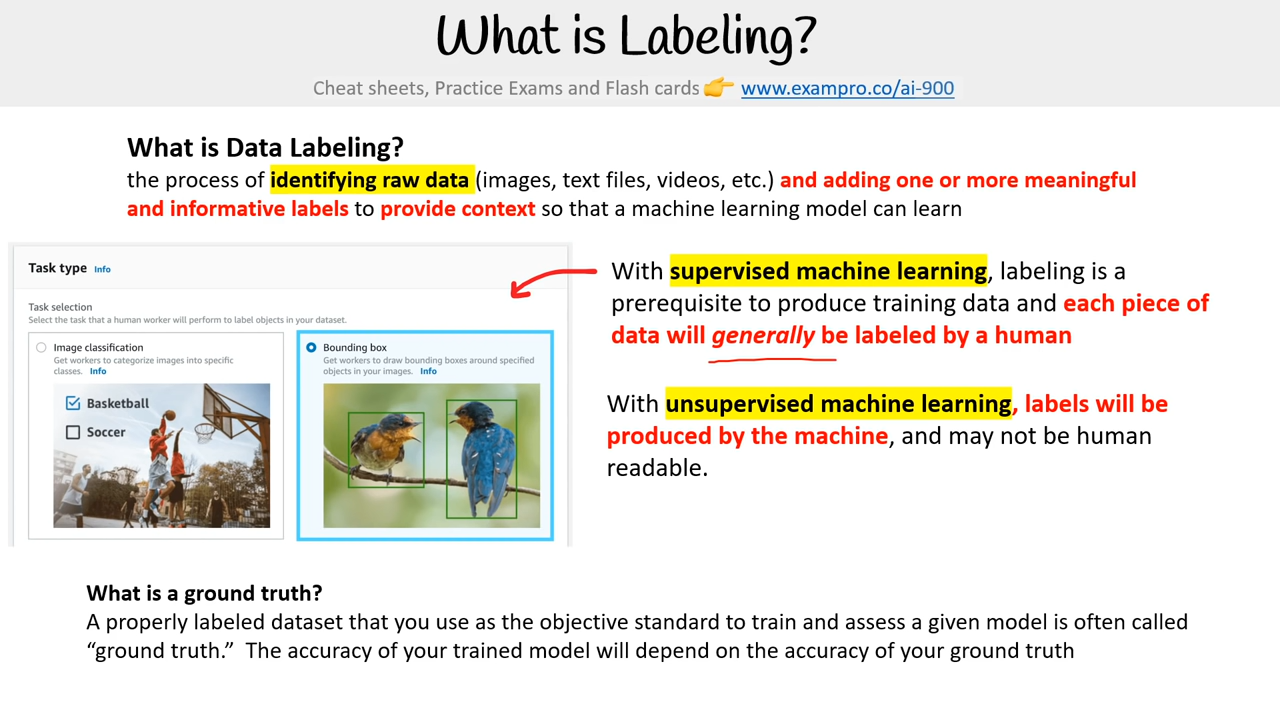 What is Labeling?
Cheat sheets, Practice Exams and Flash cards 👉 www.exampro.co/ai-900
What is Data Labeling?
the process of identifying raw data (images, text files, videos, etc.) and adding one or more meaningful
and informative labels to provide context so that a machine learning model can learn
Task type Info
Task selection
Select the task that a human worker will perform to label objects in your dataset.
Image classification
Get workers to categorize images into specific
classes. Info
Basketball
Soccer
Bounding box
Get workers to draw bounding boxes around specified
objects in your images. Info
With supervised machine learning, labeling is a
prerequisite to produce training data and each piece of
data will generally be labeled by a human
With unsupervised machine learning, labels will be
produced by the machine, and may not be human
readable.
What is a ground truth?
A properly labeled dataset that you use as the objective standard to train and assess a given model is often called
“ground truth.” The accuracy of your trained model will depend on the accuracy of your ground truth